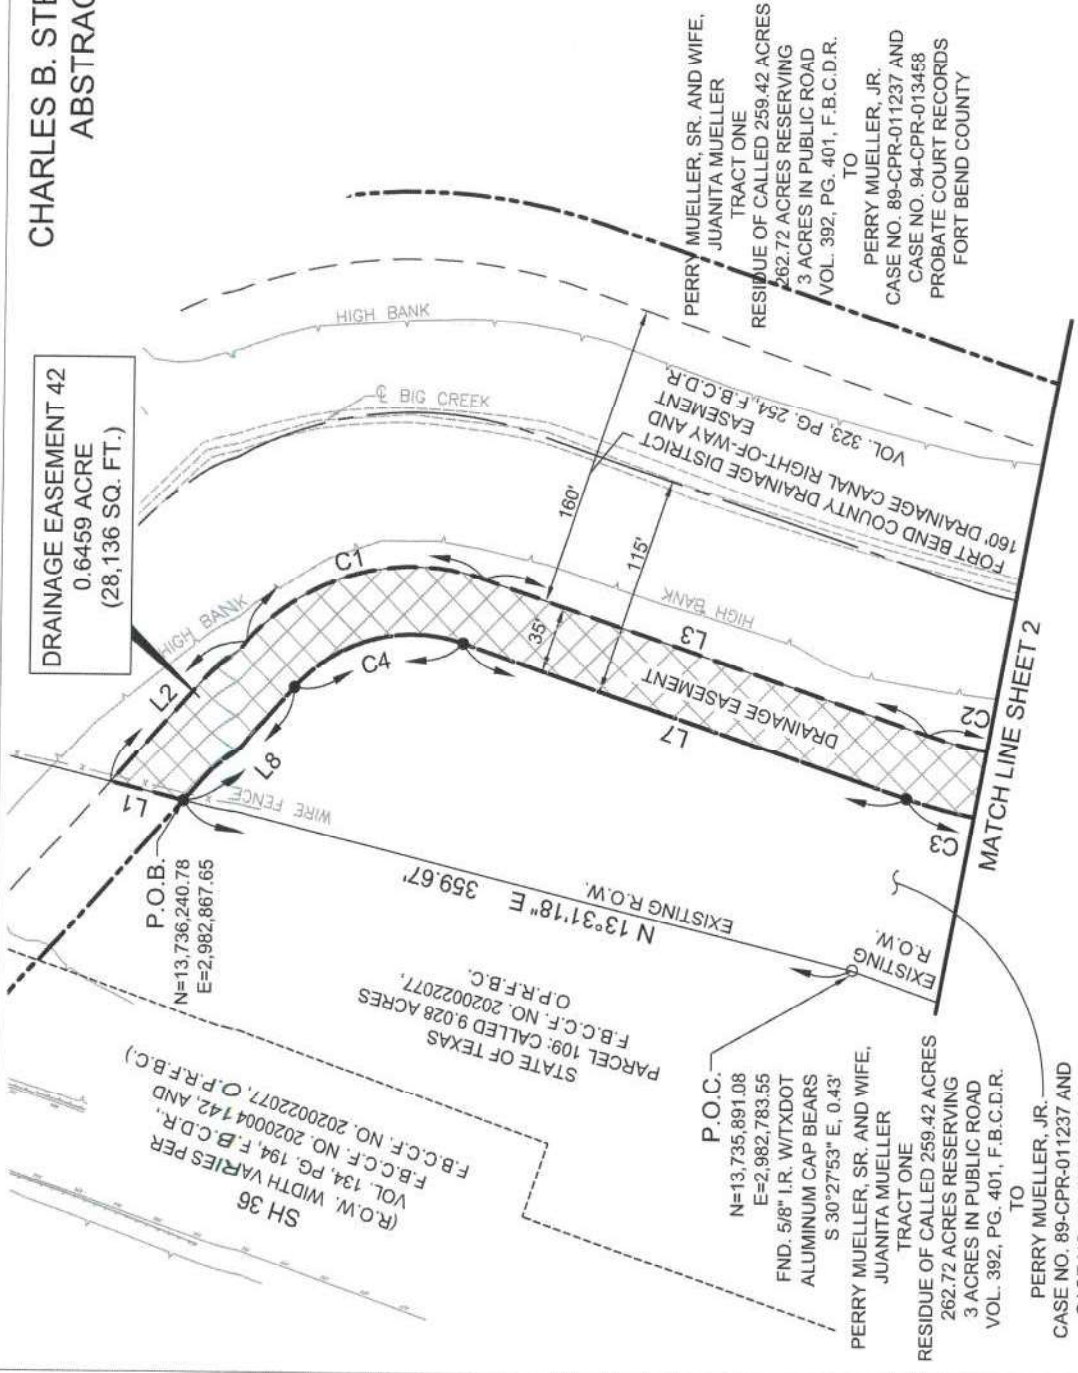 CHARLES B. STE
ABSTRAC
DRAINAGE EASEMENT 42
0.6459 ACRE
(28,136 SQ. FT.)
PERRY MUELLER, SR. AND WIFE,
JUANITA MUELLER
TRACT ONE
RESIDUE OF CALLED 259.42 ACRES
262.72 ACRES RESERVING
3 ACRES IN PUBLIC ROAD
VOL. 392, PG. 401, F.B.C.D.R.
TO
PERRY MUELLER, JR.
CASE NO. 89-CPR-011237 AND
CASE NO. 94-CPR-013458
PROBATE COURT RECORDS
FORT BEND COUNTY
HIGH BANK
℄ BIG CREEK
HIGH BANK
FORT BEND COUNTY DRAINAGE DISTRICT
160' DRAINAGE CANAL RIGHT-OF-WAY AND
EASEMENT
VOL. 323, PG. 254, F.B.C.D.R.
160'
115'
35'
HIGH BANK
L1
L2
C1
L3
C2
L8
C4
L7
C3
DRAINAGE EASEMENT
WIRE FENCE
P.O.B.
N=13,736,240.78
E=2,982,867.65
N 13°31'18" E 359.67'
EXISTING R.O.W.
EXISTING
R.O.W.
MATCH LINE SHEET 2
STATE OF TEXAS
PARCEL 109: CALLED 9.028 ACRES
F.B.C.C.F. NO. 2020022077,
O.P.R.F.B.C.
SH 36
(R.O.W. WIDTH VARIES PER
VOL. 134, PG. 194, F.B.C.D.R.,
F.B.C.C.F. NO. 2020004142, AND
F.B.C.C.F. NO. 2020022077, O.P.R.F.B.C.)
P.O.C.
N=13,735,891.08
E=2,982,783.55
FND. 5/8" I.R. W/TXDOT
ALUMINUM CAP BEARS
S 30°27'53" E, 0.43'
PERRY MUELLER, SR. AND WIFE,
JUANITA MUELLER
TRACT ONE
RESIDUE OF CALLED 259.42 ACRES
262.72 ACRES RESERVING
3 ACRES IN PUBLIC ROAD
VOL. 392, PG. 401, F.B.C.D.R.
TO
PERRY MUELLER, JR.
CASE NO. 89-CPR-011237 AND